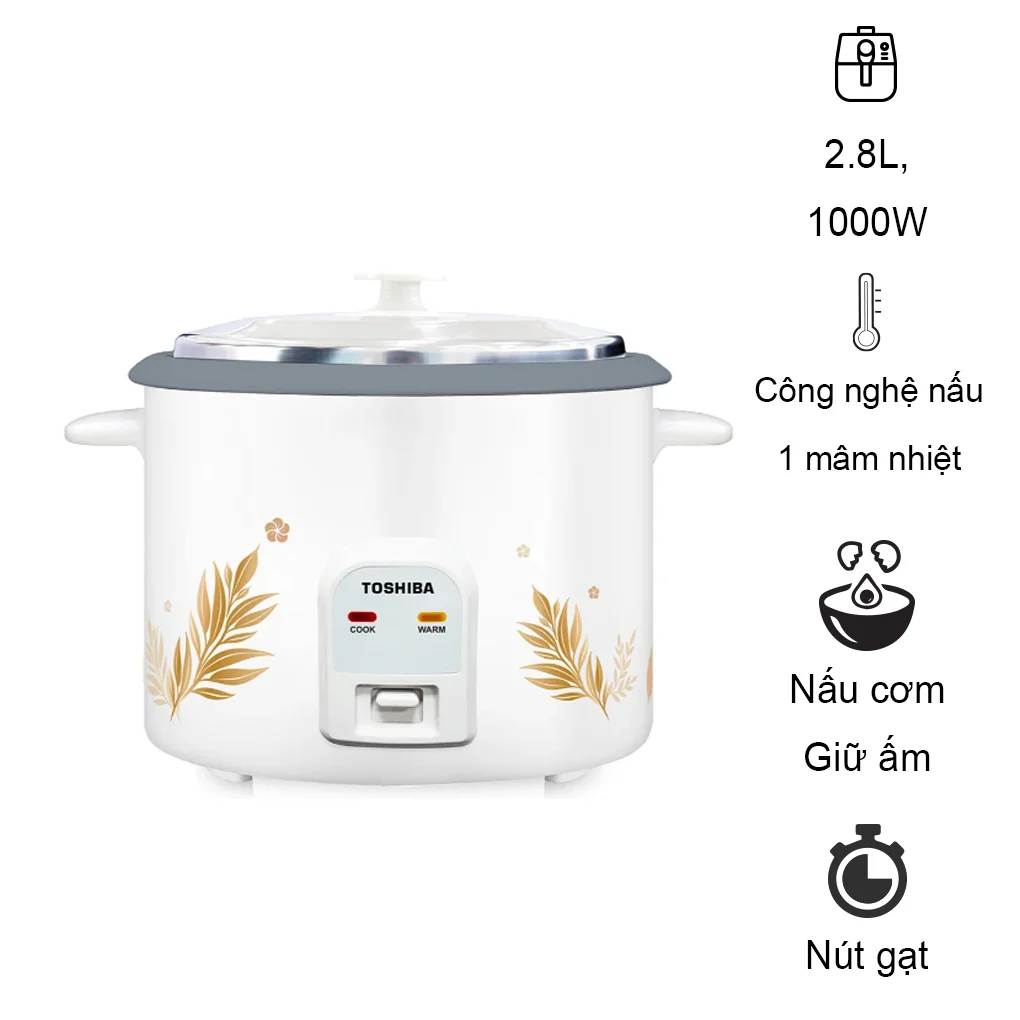 2.8L,
1000W
Công nghệ nấu
1 mâm nhiệt
TOSHIBA
COOK WARM
Nấu cơm
Giữ ấm
Nút gạt